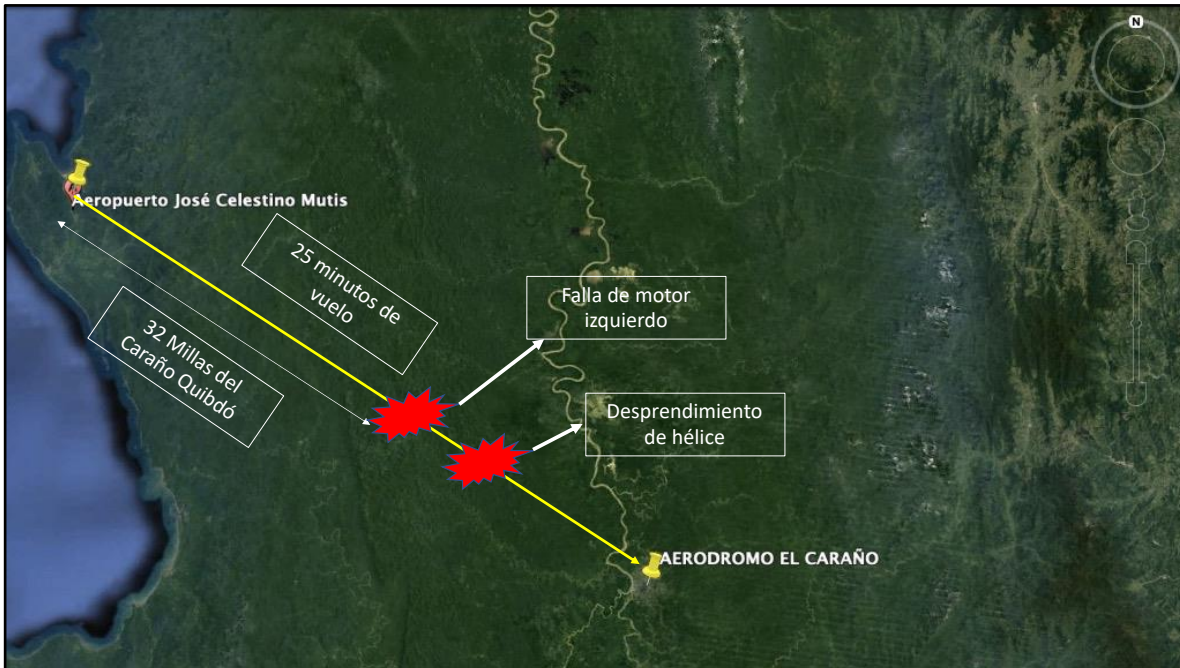 N
Aeropuerto José Celestino Mutis
25 minutos de
vuelo
32 Millas del
Caraño Quibdó
Falla de motor
izquierdo
Desprendimiento
de hélice
AERODROMO EL CARAÑO